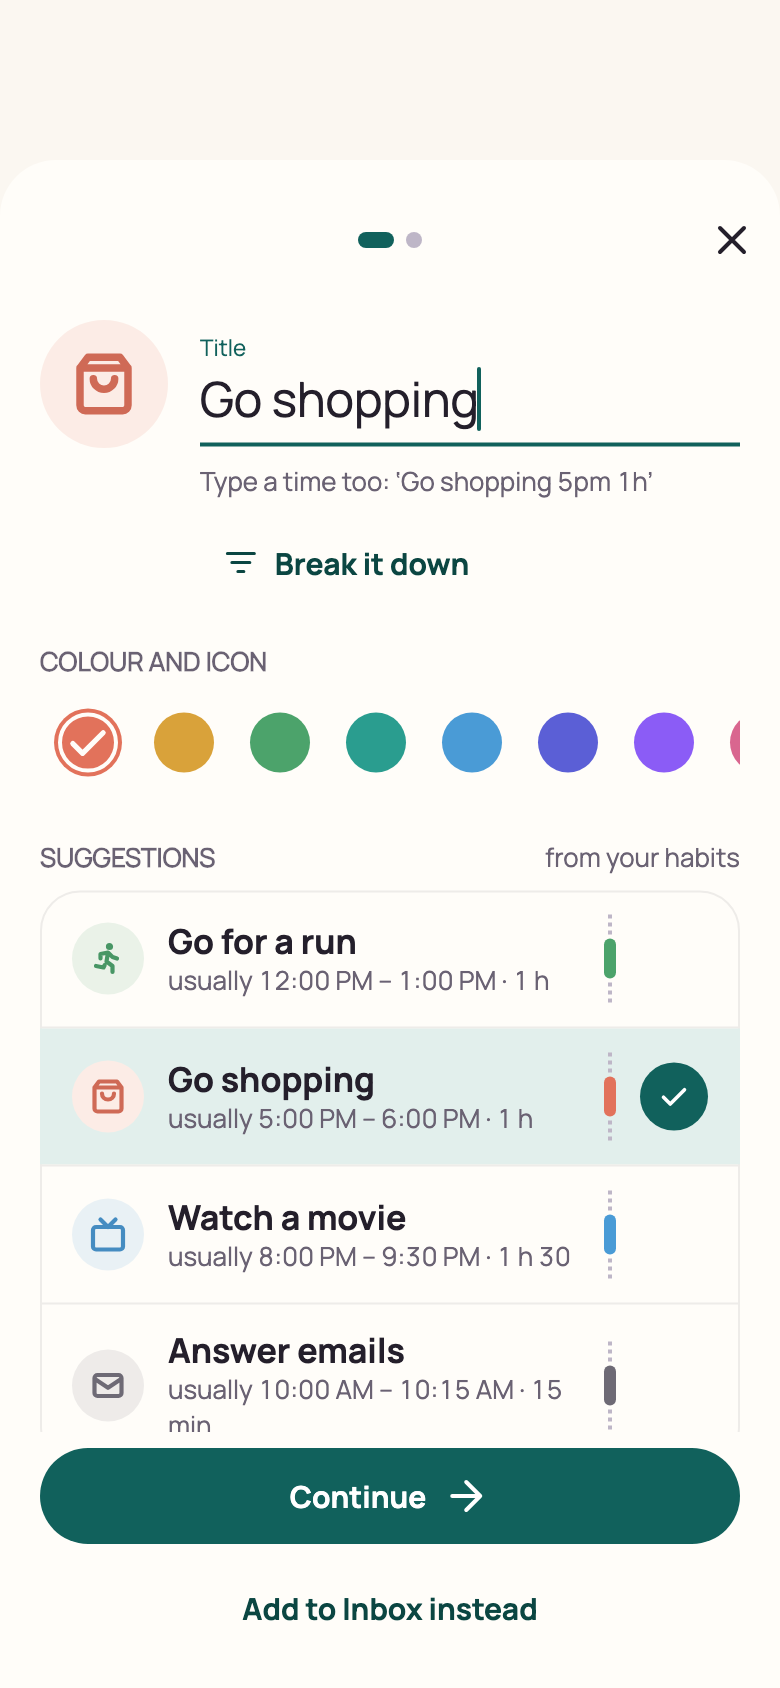 Title
Go shopping
Type a time too: ‘Go shopping 5pm 1h’
Break it down
COLOUR AND ICON
SUGGESTIONS
from your habits
Go for a run
usually 12:00 PM – 1:00 PM · 1 h
Go shopping
usually 5:00 PM – 6:00 PM · 1 h
Watch a movie
usually 8:00 PM – 9:30 PM · 1 h 30
Answer emails
usually 10:00 AM – 10:15 AM · 15
min
Continue
Add to Inbox instead